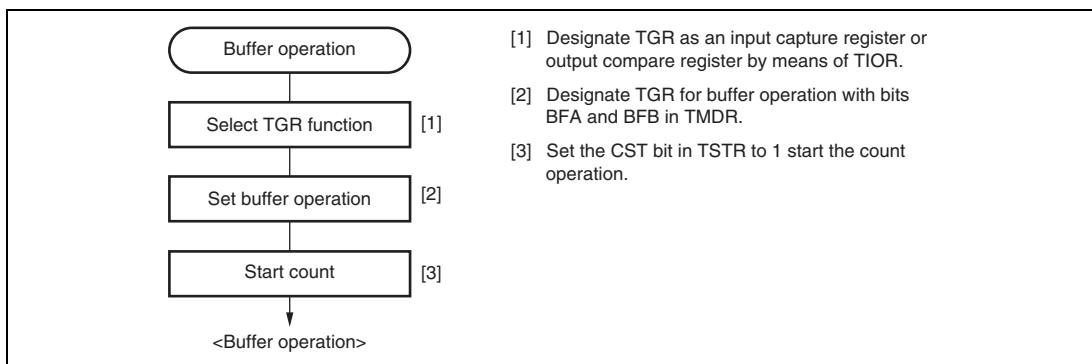 Buffer operation
Select TGR function
[1]
Set buffer operation
[2]
Start count
[3]
<Buffer operation>
[1] Designate TGR as an input capture register or
output compare register by means of TIOR.
[2] Designate TGR for buffer operation with bits
BFA and BFB in TMDR.
[3] Set the CST bit in TSTR to 1 start the count
operation.